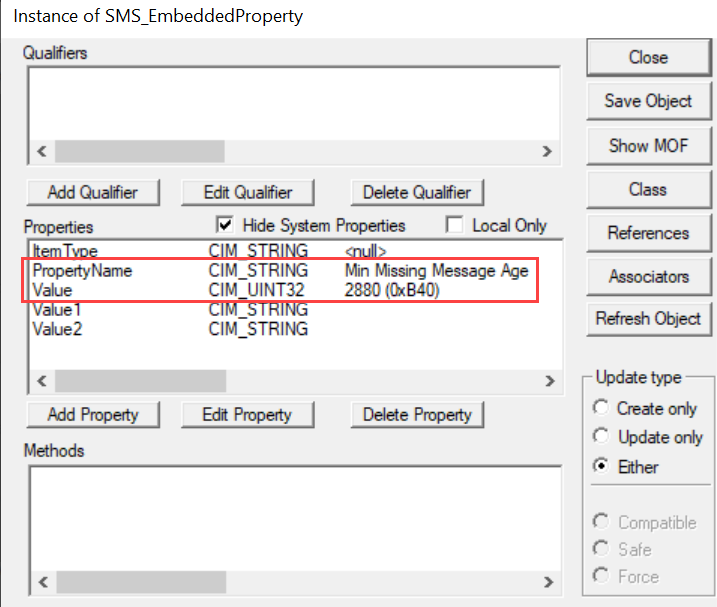 Instance of SMS_EmbeddedProperty
Qualifiers
Close
Save Object
Show MOF
Add Qualifier Edit Qualifier Delete Qualifier
Class
Properties Hide System Properties Local Only
References
ItemType CIM_STRING <null>
PropertyName CIM_STRING Min Missing Message Age
Value CIM_UINT32 2880 (0xB40)
Value1 CIM_STRING
Value2 CIM_STRING
Associators
Refresh Object
Add Property Edit Property Delete Property
Update type
Create only
Update only
Either
Methods
Compatible
Safe
Force